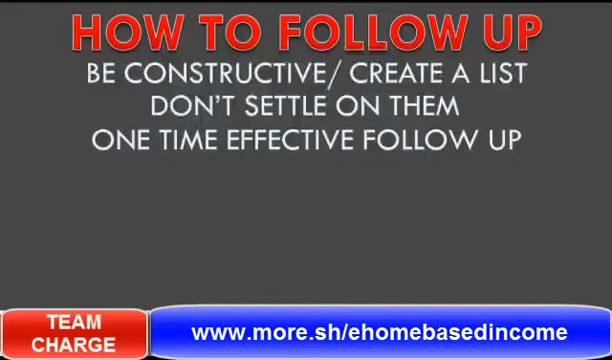 HOW TO FOLLOW UP
BE CONSTRUCTIVE/ CREATE A LIST
DON'T SETTLE ON THEM
ONE TIME EFFECTIVE FOLLOW UP
TEAM
CHARGE
www.more.sh/ehomebasedincome